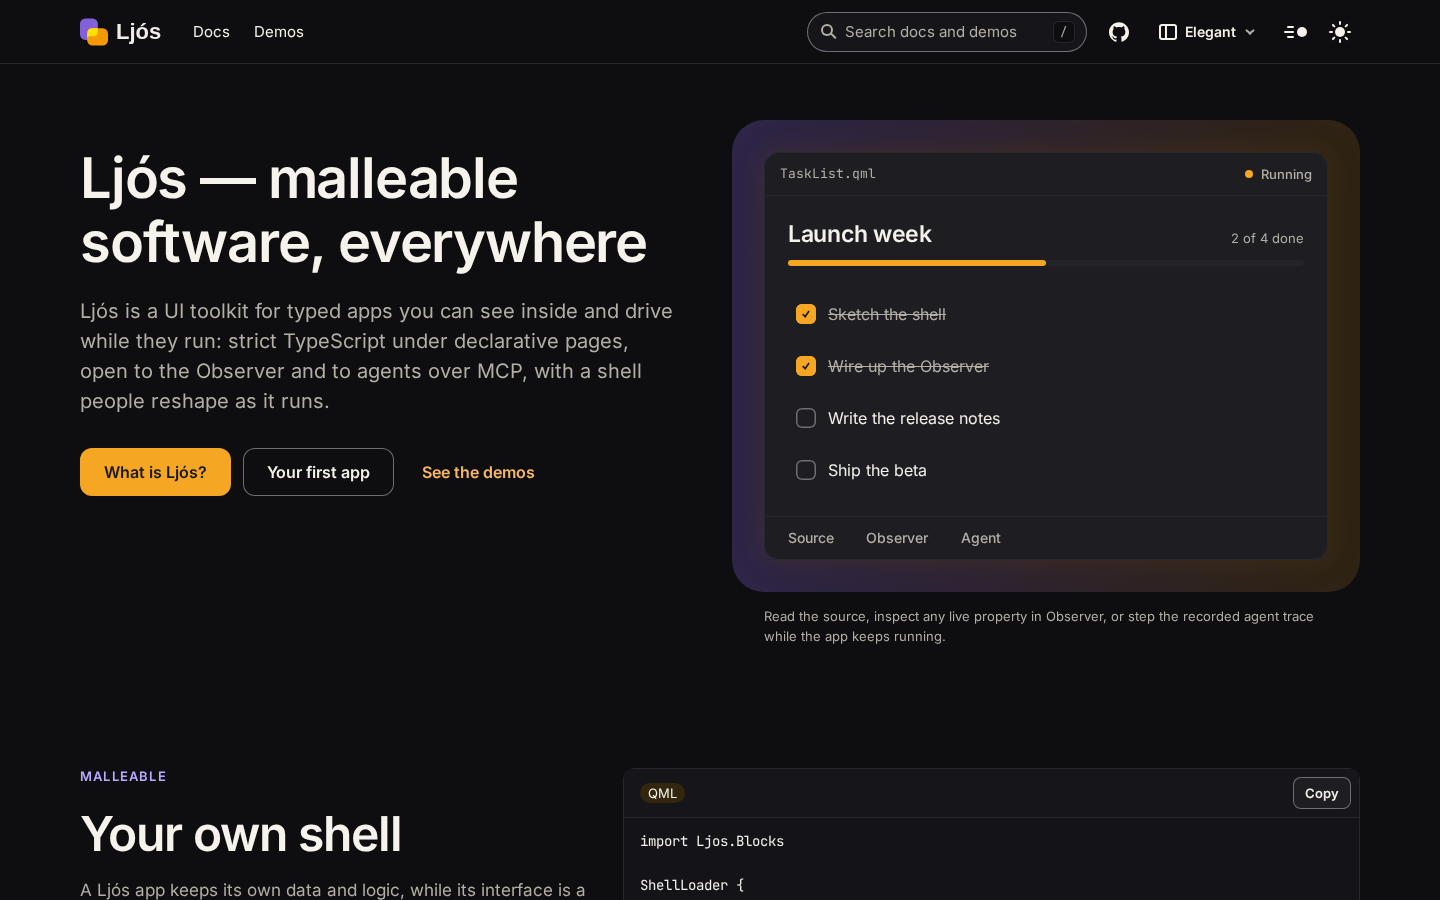 Ljós
Docs
Demos
Search docs and demos
/
Elegant
Ljós — malleable
software, everywhere
Ljós is a UI toolkit for typed apps you can see inside and drive
while they run: strict TypeScript under declarative pages,
open to the Observer and to agents over MCP, with a shell
people reshape as it runs.
What is Ljós?
Your first app
See the demos
TaskList.qml
Running
Launch week
2 of 4 done
Sketch the shell
Wire up the Observer
Write the release notes
Ship the beta
Source
Observer
Agent
Read the source, inspect any live property in Observer, or step the recorded agent trace
while the app keeps running.
MALLEABLE
Your own shell
A Ljós app keeps its own data and logic, while its interface is a
QML
Copy
import Ljos.Blocks
ShellLoader {